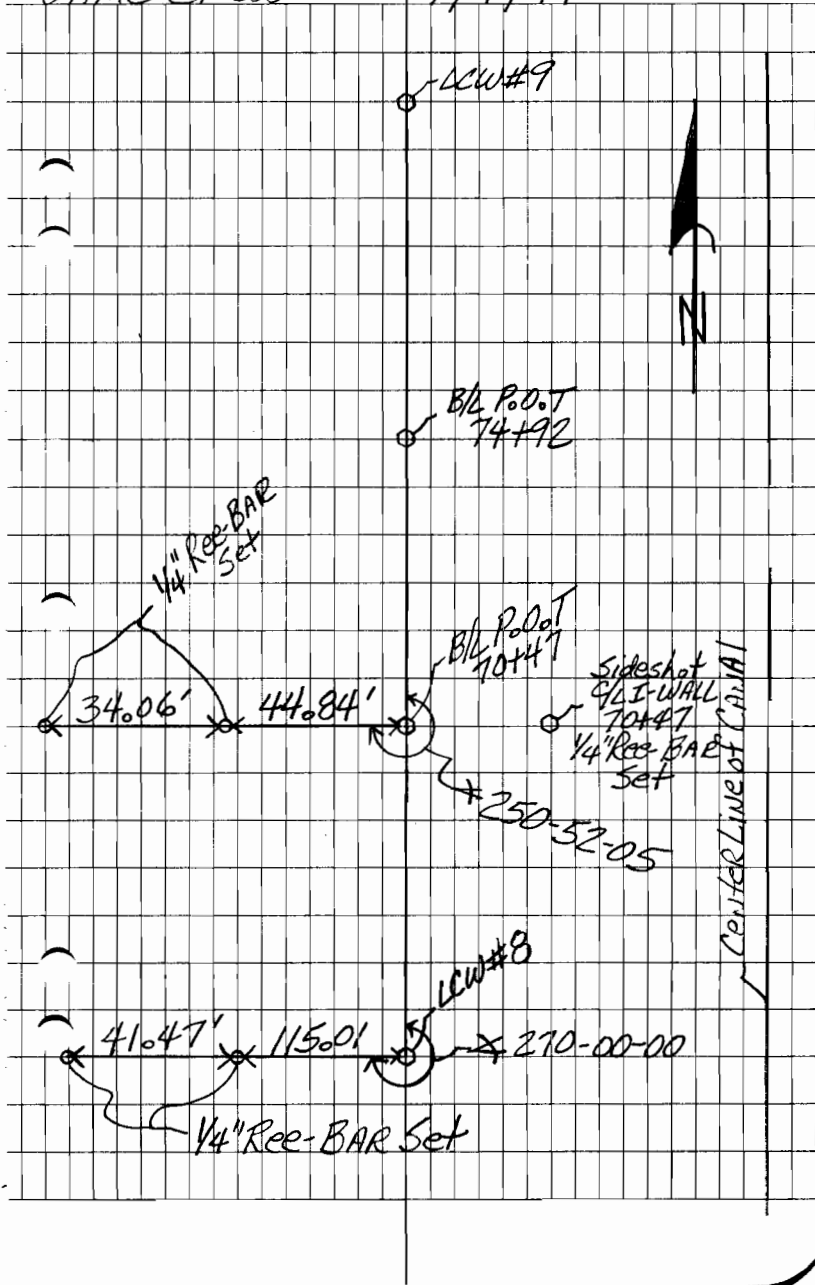 LCW#9
N
B/L P.O.T
74+92
1/4" Ree-BAR
Set
B/L P.O.T
70+47
34.06' 44.84'
Sideshot
C/L I-WALL
70+47
1/4" Ree-BAR
Set
250-52-05
CenterLine of CANAl
LCW#8
41.47' 115.01
270-00-00
1/4" Ree-BAR Set